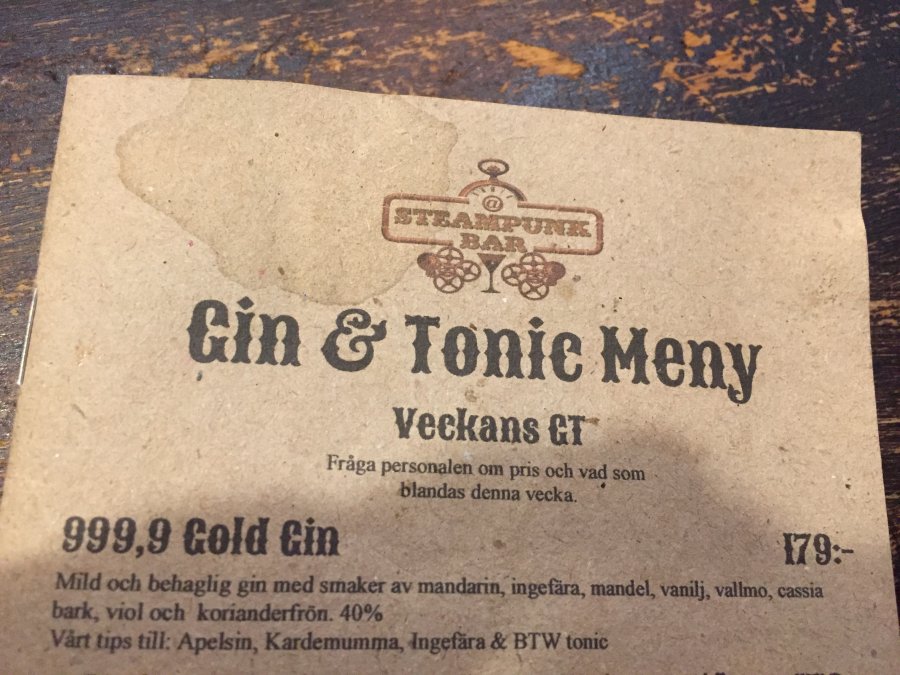 @
STEAMPUNK
BAR
Gin & Tonic Meny
Veckans GT
Fråga personalen om pris och vad som
blandas denna vecka.
999,9 Gold Gin 179:-
Mild och behaglig gin med smaker av mandarin, ingefära, mandel, vanilj, vallmo, cassia
bark, viol och korianderfrön. 40%
Vårt tips till: Apelsin, Kardemumma, Ingefära & BTW tonic